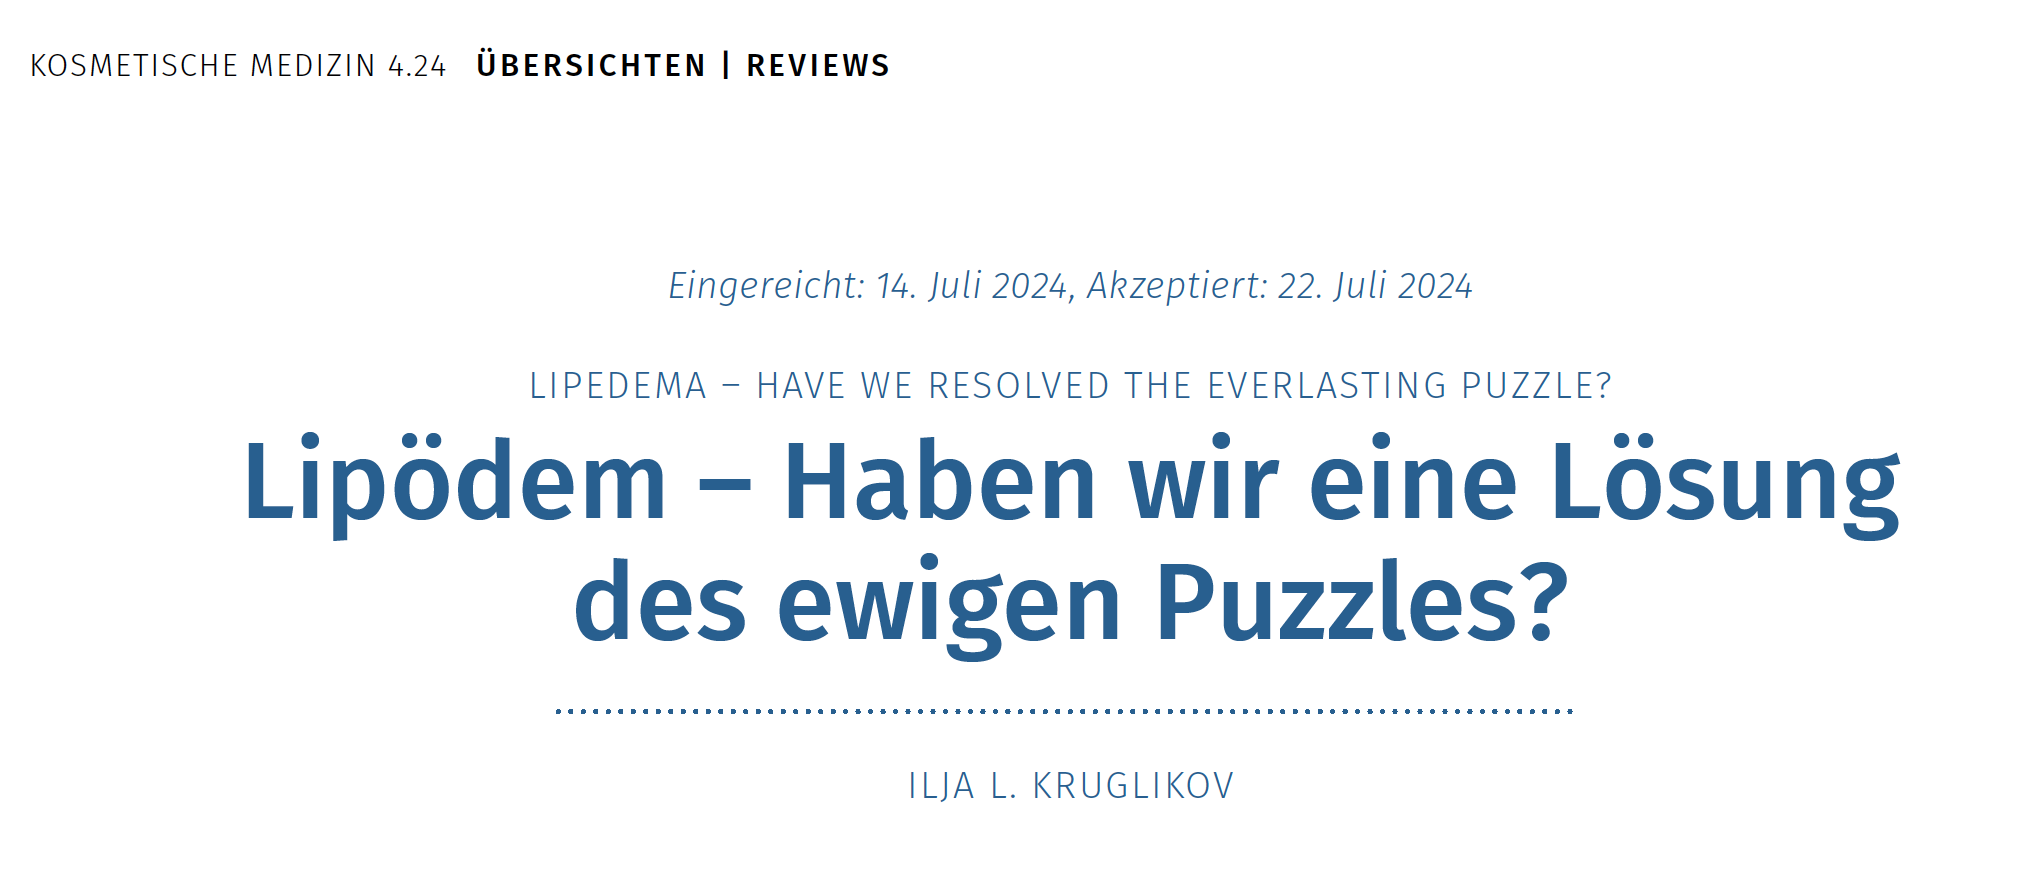 KOSMETISCHE MEDIZIN 4.24 ÜBERSICHTEN | REVIEWS
Eingereicht: 14. Juli 2024, Akzeptiert: 22. Juli 2024
LIPEDEMA – HAVE WE RESOLVED THE EVERLASTING PUZZLE?
Lipödem – Haben wir eine Lösung
des ewigen Puzzles?
ILJA L. KRUGLIKOV